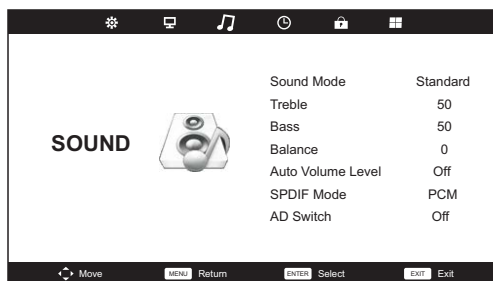 SOUND
Sound Mode Standard
Treble 50
Bass 50
Balance 0
Auto Volume Level Off
SPDIF Mode PCM
AD Switch Off
Move MENU Return ENTER Select EXIT Exit